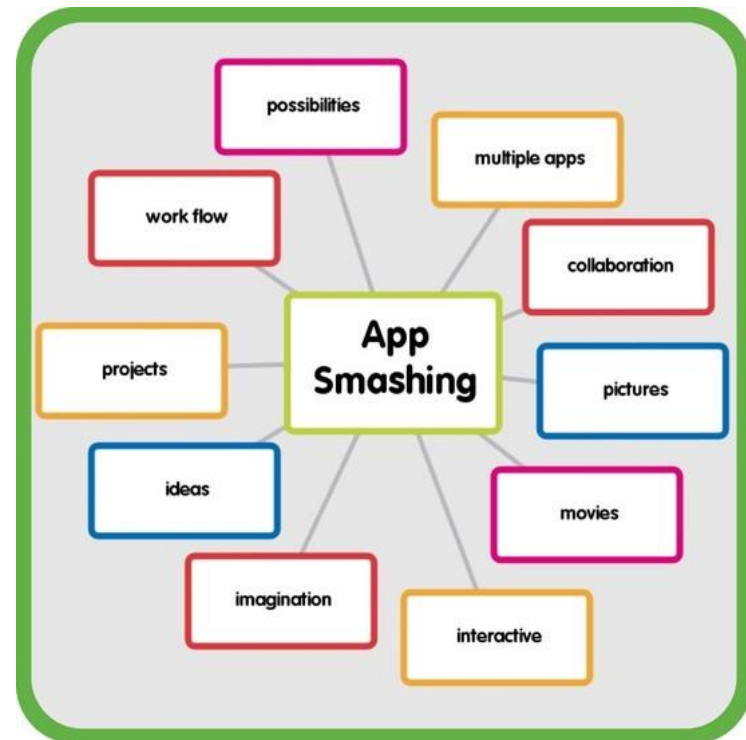 possibilities
multiple apps
work flow
collaboration
App
Smashing
projects
pictures
ideas
movies
imagination
interactive